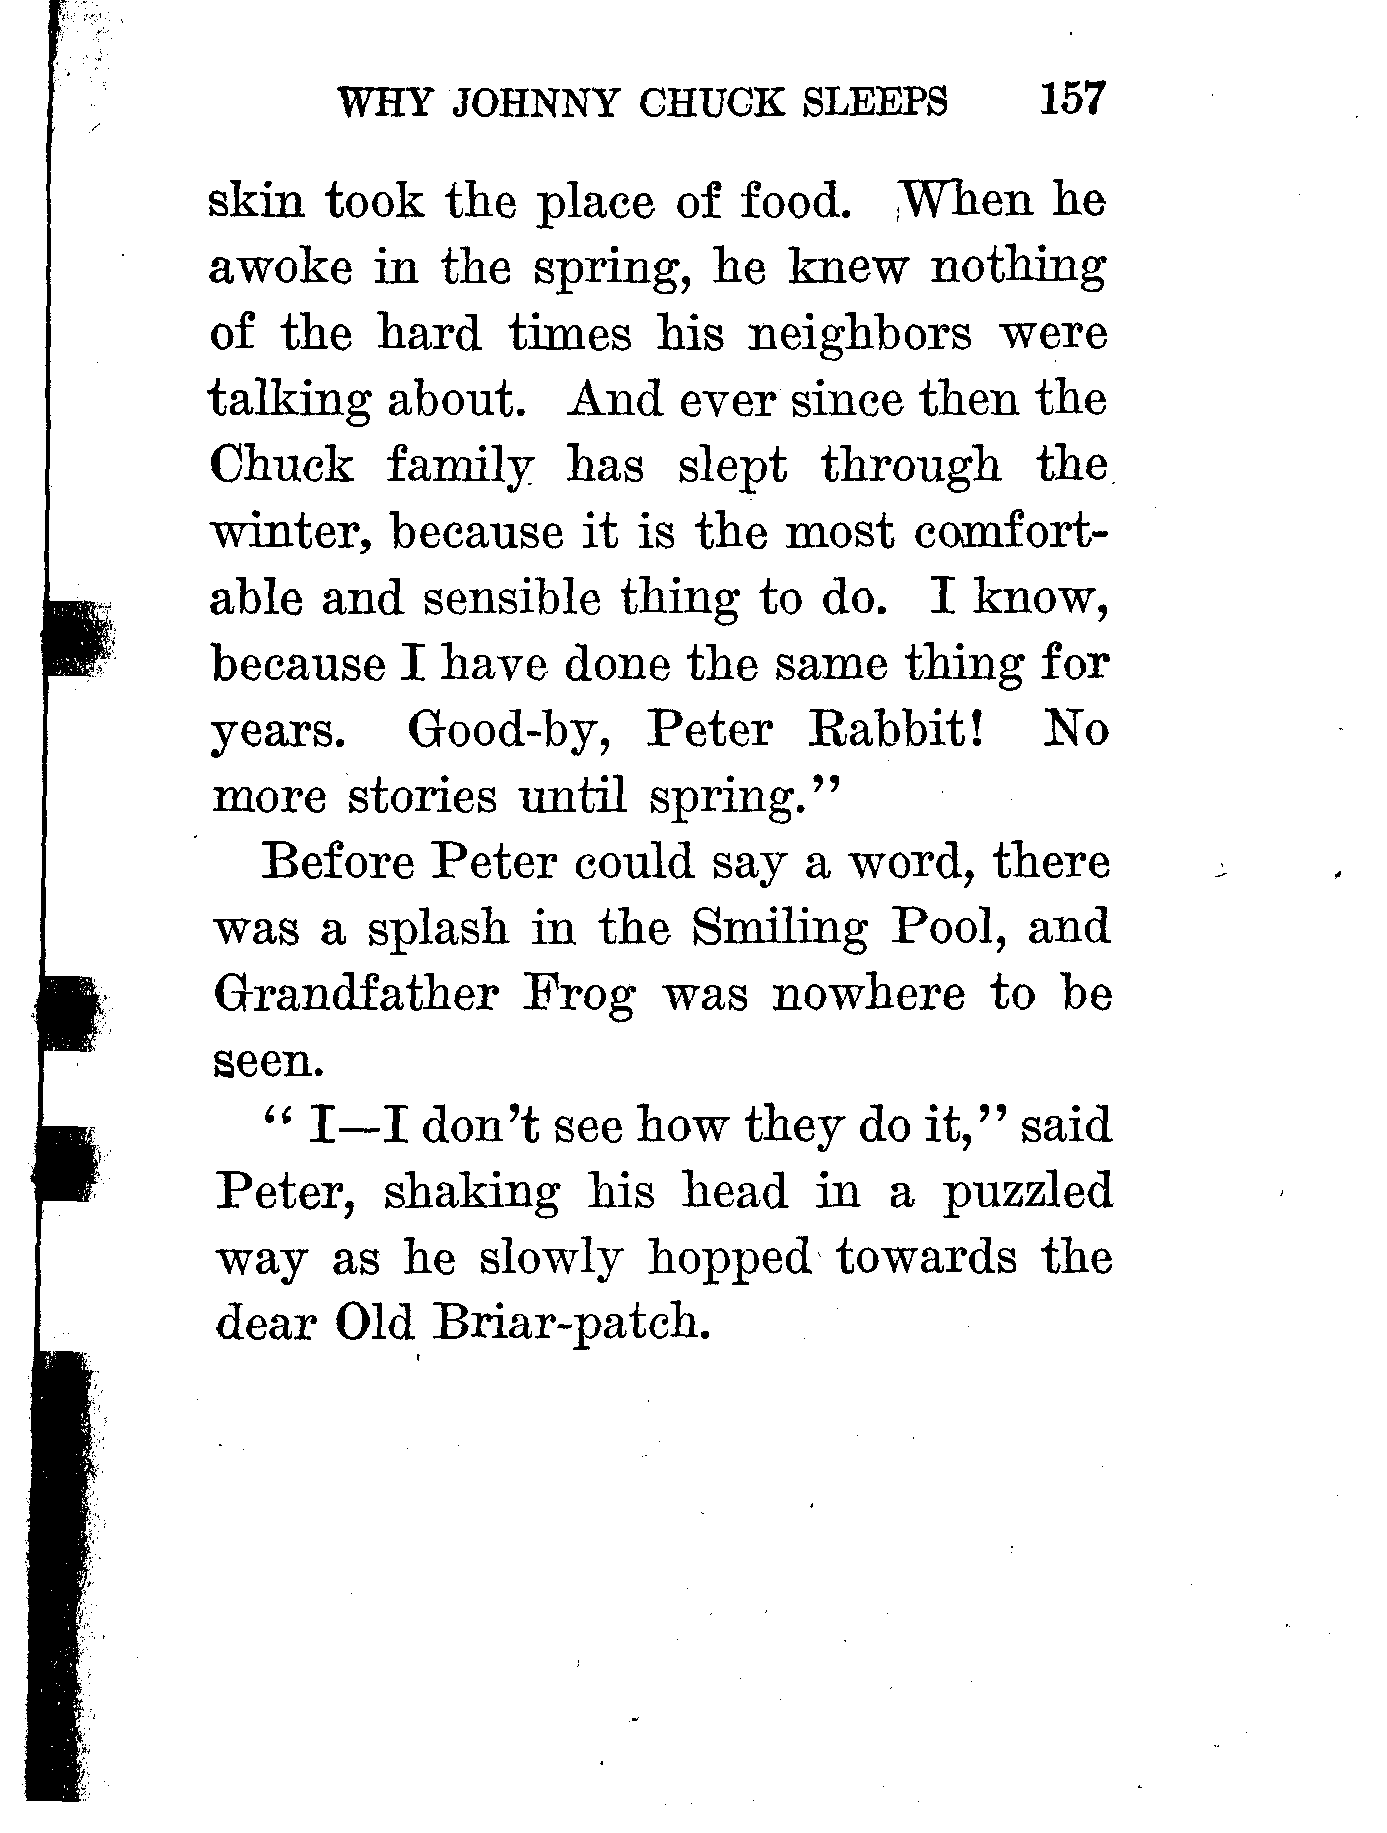 WHY JOHNNY CHUCK SLEEPS 157
skin took the place of food. When he
awoke in the spring, he knew nothing
of the hard times his neighbors were
talking about. And ever since then the
Chuck family has slept through the
winter, because it is the most comfort-
able and sensible thing to do. I know,
because I have done the same thing for
years. Good-by, Peter Rabbit! No
more stories until spring."
Before Peter could say a word, there
was a splash in the Smiling Pool, and
Grandfather Frog was nowhere to be
seen.
"I—I don't see how they do it," said
Peter, shaking his head in a puzzled
way as he slowly hopped towards the
dear Old Briar-patch.